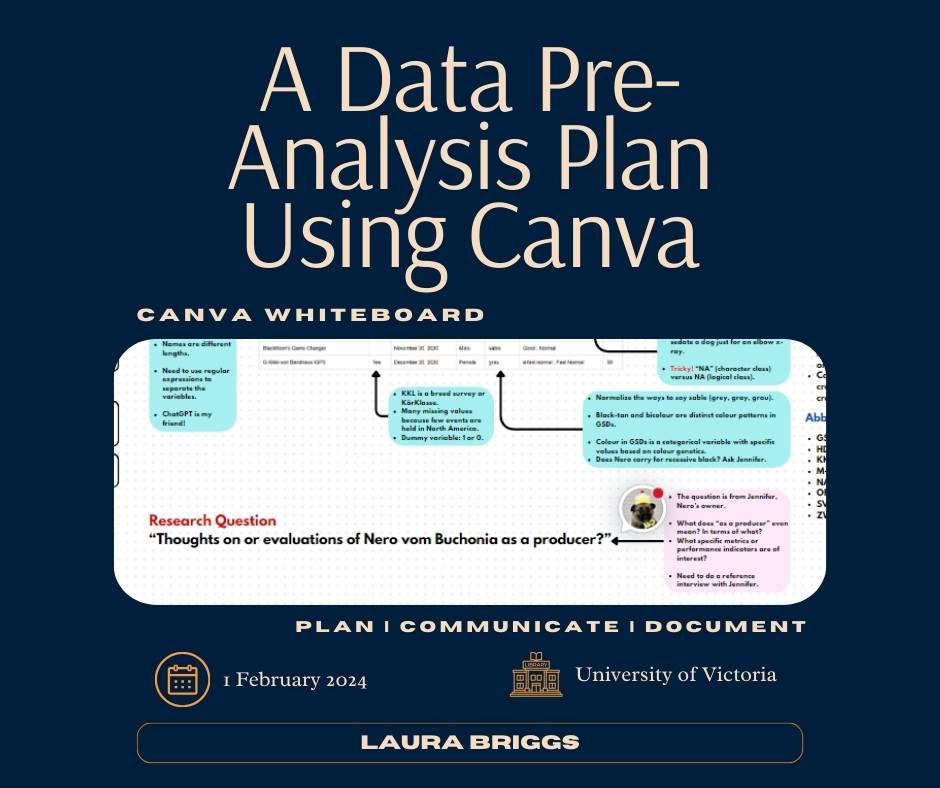 A Data Pre-
Analysis Plan
Using Canva
CANVA WHITEBOARD
Names are different
lengths.
Need to use regular
expressions to
separate the
variables.
ChatGPT is my
friend!
Blackthorn's Game Changer
November 20, 2020
Male
sable
Good, Normal
Yes
December 20, 2020
Female
grau
a-fast normal, Fast Normal
KKL is a breed survey or
KörKlasse.
Many missing values
because few events are
held in North America.
Dummy variable: 1 or 0.
sedate a dog just for an elbow x-
ray.
Tricky! “NA” (character class)
versus NA (logical class).
Normalize the ways to say sable (grey, gray, grau).
Black-tan and bicolour are distinct colour patterns in
GSDs.
Colour in GSDs is a categorical variable with specific
values based on colour genetics.
Does Nero carry for recessive black? Ask Jennifer.
Research Question
“Thoughts on or evaluations of Nero vom Buchonia as a producer?”
The question is from Jennifer,
Nero's owner.
What does “as a producer” even
mean? In terms of what?
What specific metrics or
performance indicators are of
interest?
Need to do a reference
interview with Jennifer.
PLAN | COMMUNICATE | DOCUMENT
1 February 2024
LIBRARY
University of Victoria
LAURA BRIGGS